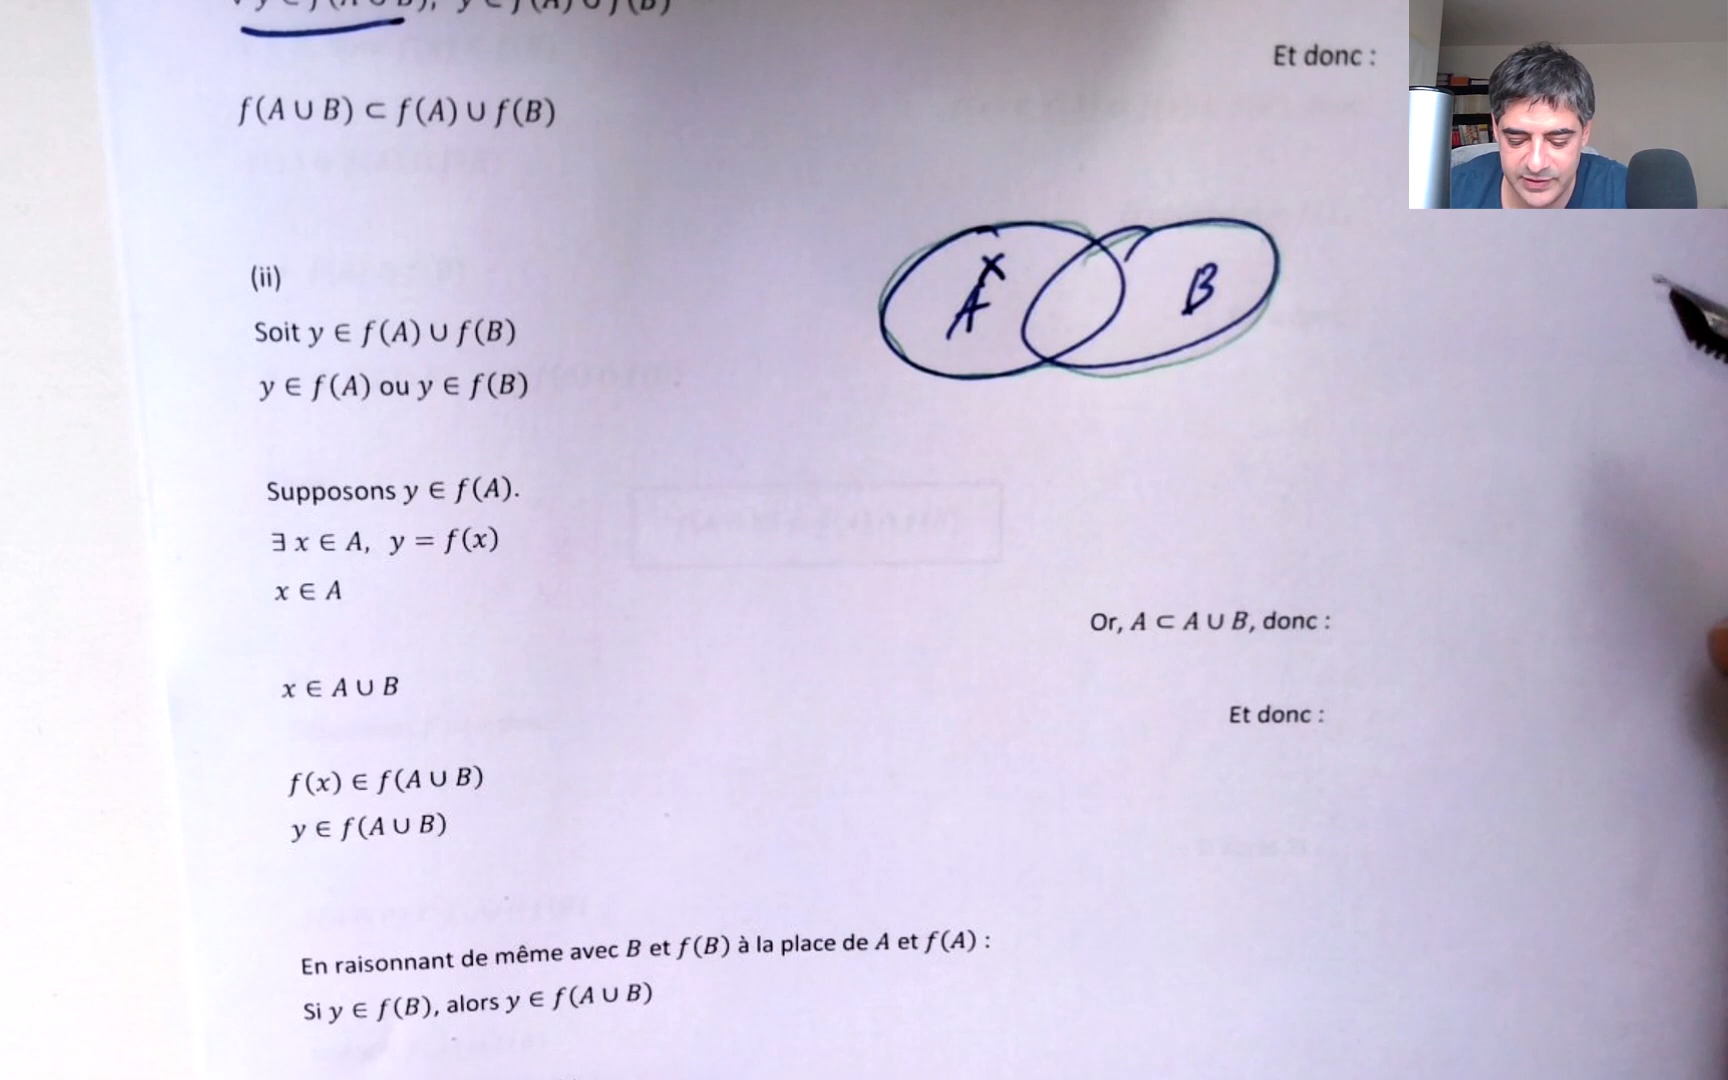 ∀ y ∈ f(A ∪ B), y ∈ f(A) ∪ f(B)
Et donc :
f(A ∪ B) ⊂ f(A) ∪ f(B)
(ii)
Soit y ∈ f(A) ∪ f(B)
y ∈ f(A) ou y ∈ f(B)
x
A
B
Supposons y ∈ f(A).
∃ x ∈ A, y = f(x)
x ∈ A
Or, A ⊂ A ∪ B, donc :
x ∈ A ∪ B
Et donc :
f(x) ∈ f(A ∪ B)
y ∈ f(A ∪ B)
En raisonnant de même avec B et f(B) à la place de A et f(A) :
Si y ∈ f(B), alors y ∈ f(A ∪ B)